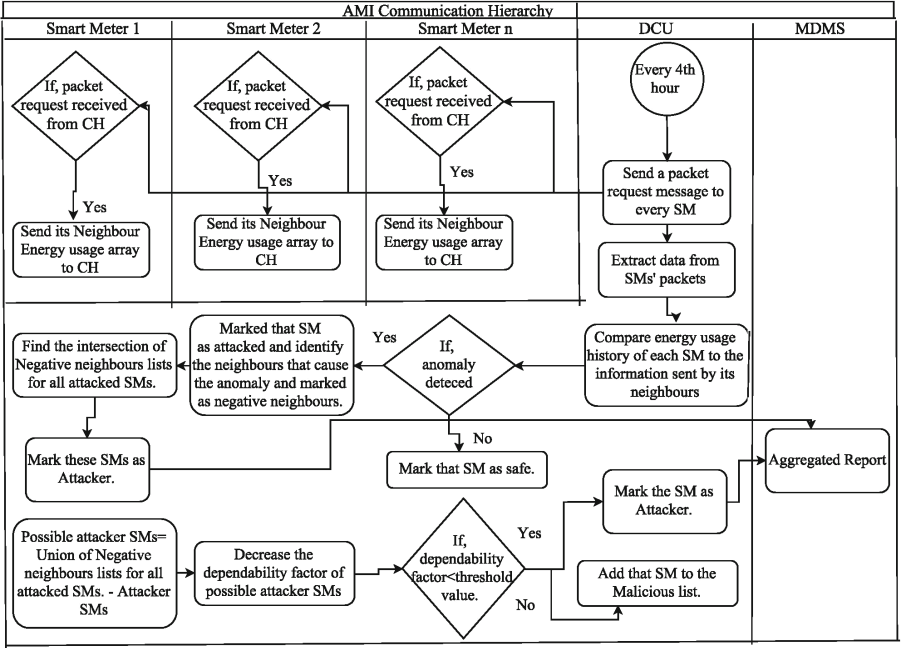 AMI Communication Hierarchy
Smart Meter 1
Smart Meter 2
Smart Meter n
DCU
MDMS
If, packet
request received
from CH
If, packet
request received
from CH
If, packet
request received
from CH
Every 4th
hour
Yes
Yes
Yes
Send a packet
request message to
every SM
Send its Neighbour
Energy usage array
to CH
Send its Neighbour
Energy usage array to
CH
Send its Neighbour
Energy usage array to
CH
Extract data from
SMs' packets
Find the intersection of
Negative neighbours lists
for all attacked SMs.
Marked that SM
as attacked and identify
the neighbours that cause
the anomaly and marked
as negative neighbours.
Yes
If,
anomaly
deteced
Compare energy usage
history of each SM to the
information sent by its
neighbours
No
Mark these SMs as
Attacker.
Mark that SM as safe.
Mark the SM as
Attacker.
Aggregated Report
Possible attacker SMs=
Union of Negative
neighbours lists for all
attacked SMs. - Attacker
SMs
Decrease the
dependability factor of
possible attacker SMs
If,
dependability
factor<threshold
value.
Yes
No
Add that SM to the
Malicious list.